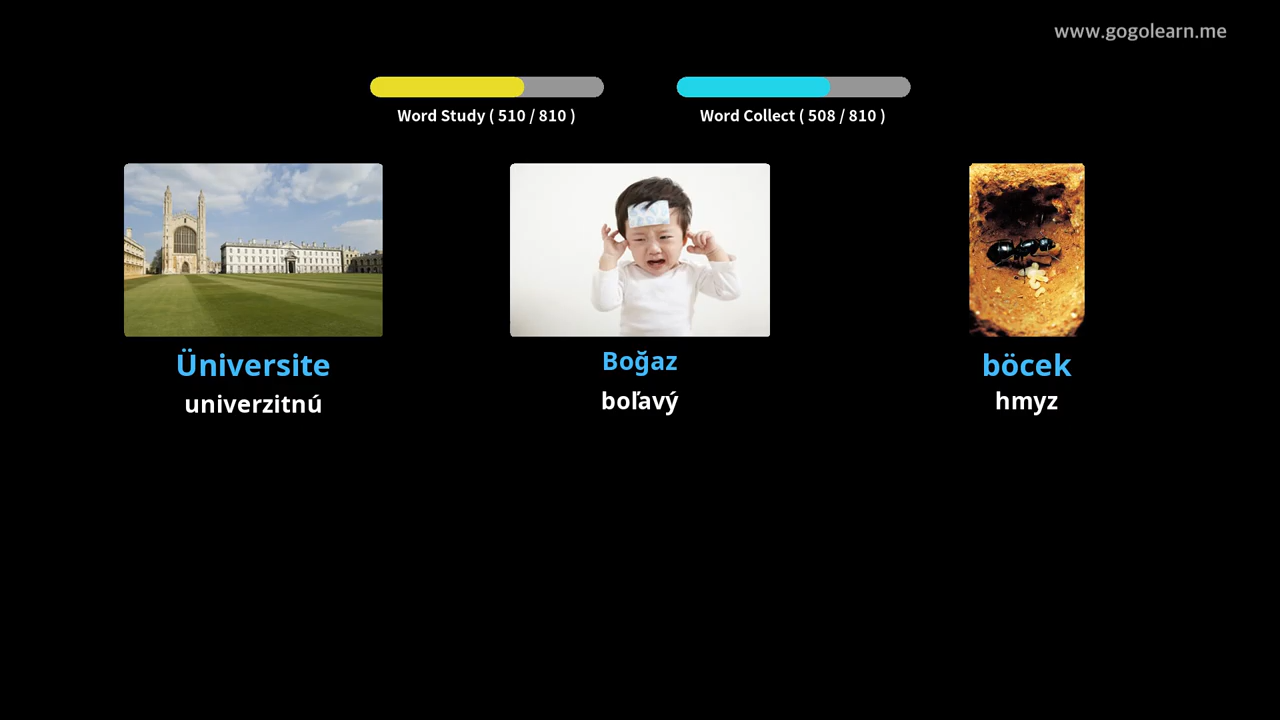 www.gogolearn.me
Word Study ( 510 / 810 )
Word Collect ( 508 / 810 )
Üniversite
univerzitnú
Boğaz
boľavý
böcek
hmyz